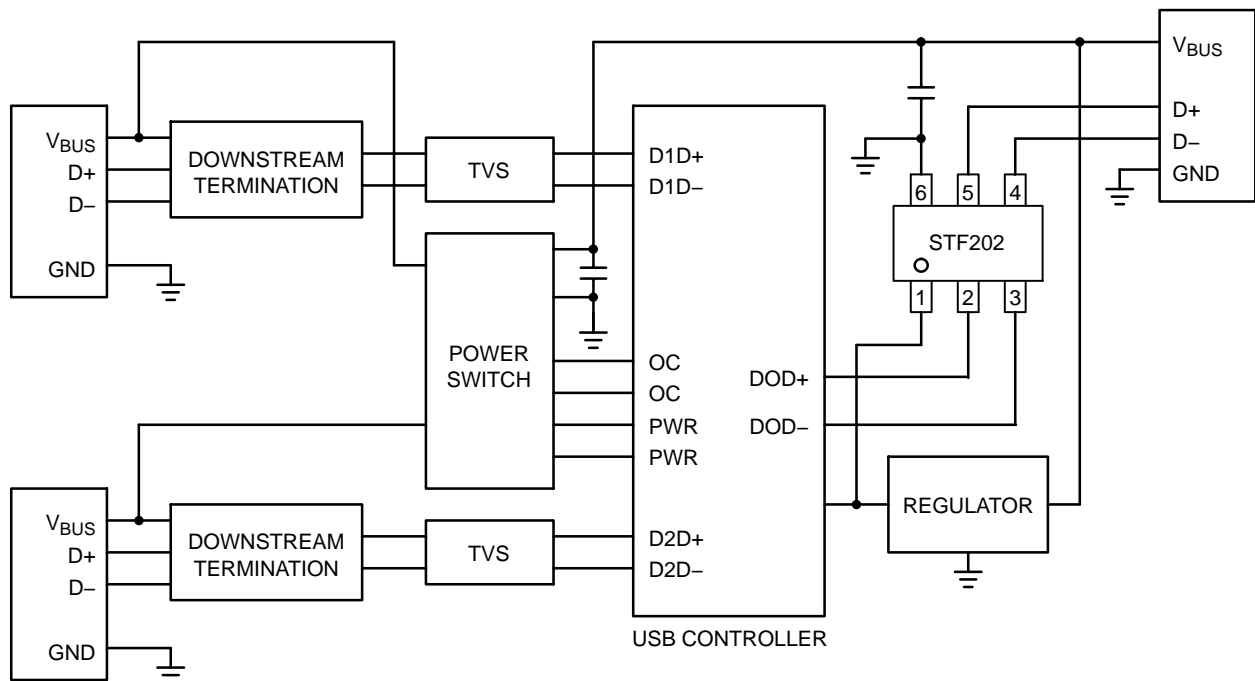 VBUS
D+
D−
GND
DOWNSTREAM
TERMINATION
TVS
POWER
SWITCH
D1D+
D1D−
OC
OC
PWR
PWR
D2D+
D2D−
DOD+
DOD−
USB CONTROLLER
6 5 4
STF202
1 2 3
REGULATOR
VBUS
D+
D−
GND
VBUS
D+
D−
GND
DOWNSTREAM
TERMINATION
TVS